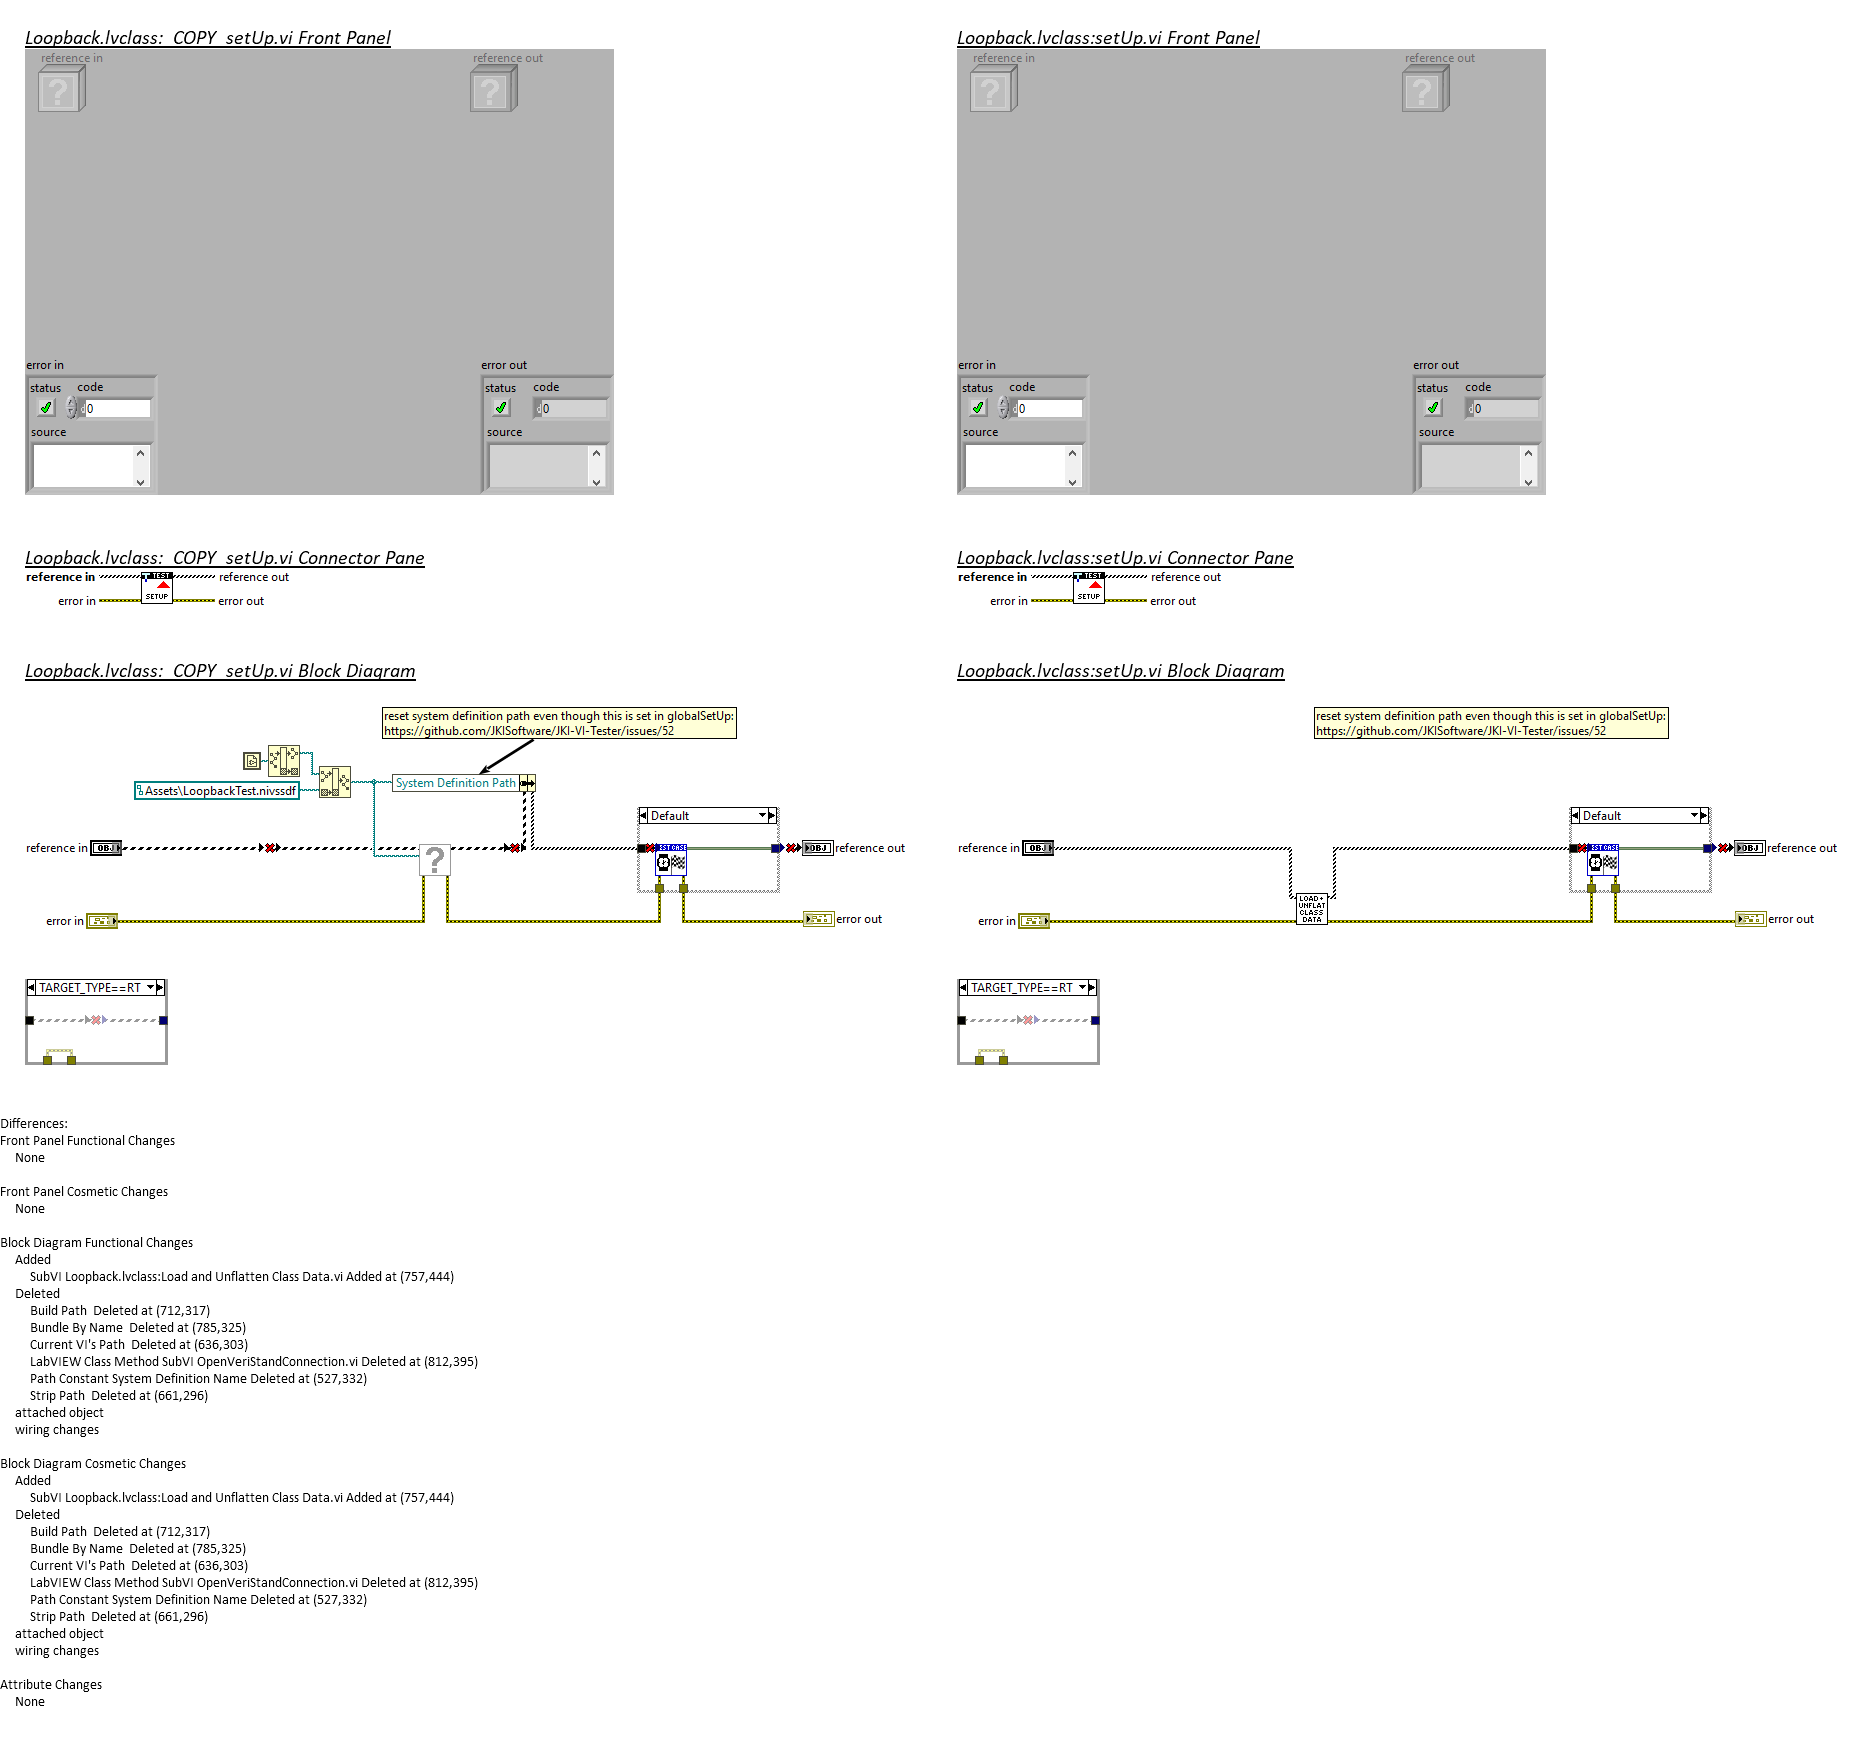 Loopback.lvclass:_COPY_setUp.vi Front Panel
reference in
reference out
error in
error out
status
code
0
source
status
code
0
source
Loopback.lvclass:_COPY_setUp.vi Connector Pane
reference in
reference out
TEST
SETUP
error in
error out
Loopback.lvclass:_COPY_setUp.vi Block Diagram
reset system definition path even though this is set in globalSetUp:
https://github.com/JKISoftware/JKI-VI-Tester/issues/52
Assets\LoopbackTest.nivssdf
System Definition Path
Default
reference in
OBJ
?
EST CASE
OBJ
reference out
error in
error out
TARGET_TYPE==RT
Loopback.lvclass:setUp.vi Front Panel
reference in
reference out
error in
error out
status
code
0
source
status
code
0
source
Loopback.lvclass:setUp.vi Connector Pane
reference in
reference out
TEST
SETUP
error in
error out
Loopback.lvclass:setUp.vi Block Diagram
reset system definition path even though this is set in globalSetUp:
https://github.com/JKISoftware/JKI-VI-Tester/issues/52
Default
reference in
OBJ
EST CASE
OBJ
reference out
LOAD+
UNFLAT
CLASS
DATA
error in
error out
TARGET_TYPE==RT
Differences:
Front Panel Functional Changes
None
Front Panel Cosmetic Changes
None
Block Diagram Functional Changes
Added
SubVI Loopback.lvclass:Load and Unflatten Class Data.vi Added at (757,444)
Deleted
Build Path  Deleted at (712,317)
Bundle By Name  Deleted at (785,325)
Current VI's Path  Deleted at (636,303)
LabVIEW Class Method SubVI OpenVeriStandConnection.vi Deleted at (812,395)
Path Constant System Definition Name Deleted at (527,332)
Strip Path  Deleted at (661,296)
attached object
wiring changes
Block Diagram Cosmetic Changes
Added
SubVI Loopback.lvclass:Load and Unflatten Class Data.vi Added at (757,444)
Deleted
Build Path  Deleted at (712,317)
Bundle By Name  Deleted at (785,325)
Current VI's Path  Deleted at (636,303)
LabVIEW Class Method SubVI OpenVeriStandConnection.vi Deleted at (812,395)
Path Constant System Definition Name Deleted at (527,332)
Strip Path  Deleted at (661,296)
attached object
wiring changes
Attribute Changes
None